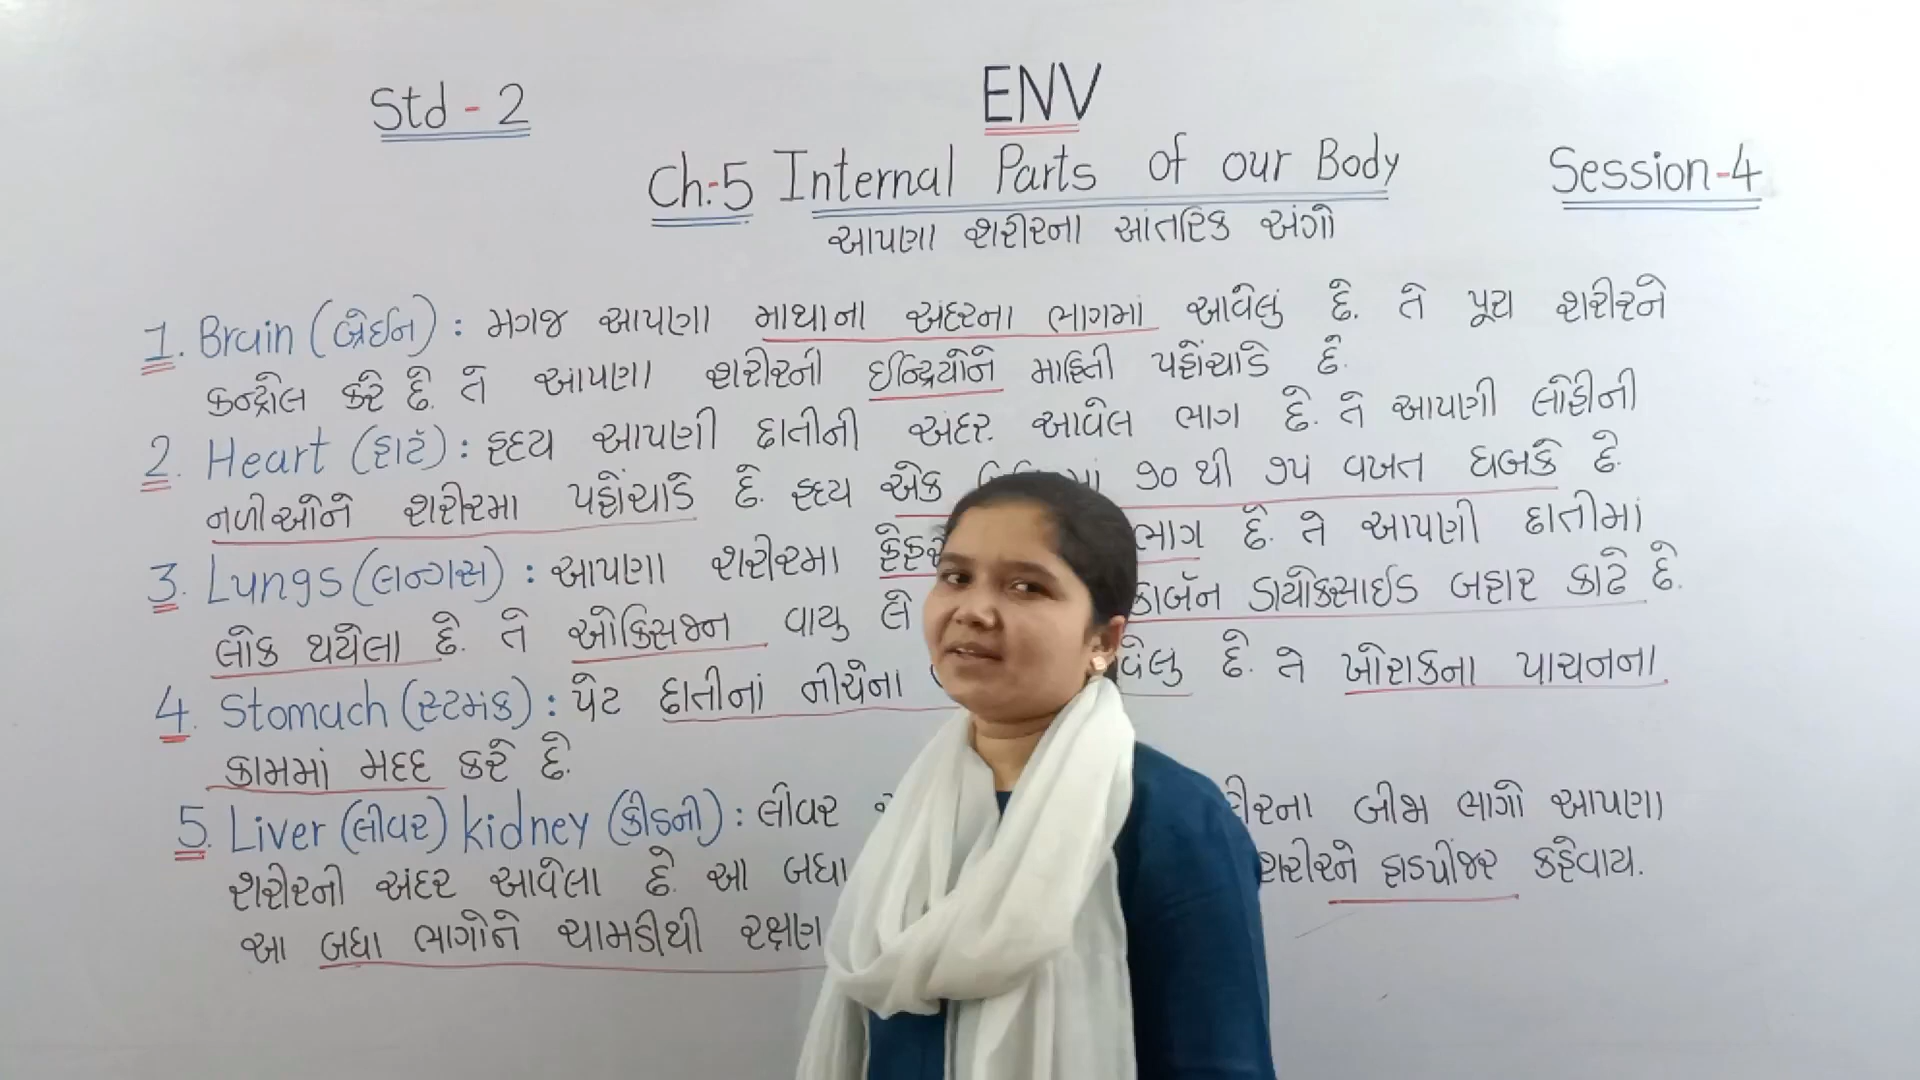 Std - 2
ENV
Ch:-5 Internal Parts of our Body
Session-4
આપણા શરીરના આંતરિક અંગો
1. Brain (બ્રેઈન) : મગજ આપણા માથાના અંદરના ભાગમાં આવેલું છે. તે પૂરા શરીરને
કન્ટ્રોલ કરે છે. તે આપણા શરીરની ઈન્દ્રિયોને માહિતી પહોંચાડે છે.
2. Heart (હાર્ટ) : હૃદય આપણી છાતીની અંદર આવેલ ભાગ છે. તે આપણી લોહીની
નળીઓને શરીરમા પહોંચાડે છે. હૃદય એક ૭૦ થી ૭૫ વખત ધબકે છે.
3. Lungs (લન્ગસ) : આપણા શરીરમા ભાગ છે. તે આપણી છાતીમાં
લોક થયેલા છે. તે ઓક્સિજન વાયુ લે કાર્બન ડાયોક્સાઈડ બહાર કાઢે છે.
4. Stomach (સ્ટમક) : પેટ છાતીનાં નીચેના છે. તે ખોરાકના પાચનના
કામમાં મદદ કરે છે.
5. Liver (લીવર) kidney (કીડની) : લીવર બીજા ભાગો આપણા
શરીરની અંદર આવેલા છે. આ બધા શરીરને હાડપીંજર કહેવાય.
આ બધા ભાગોને ચામડીથી રક્ષણ